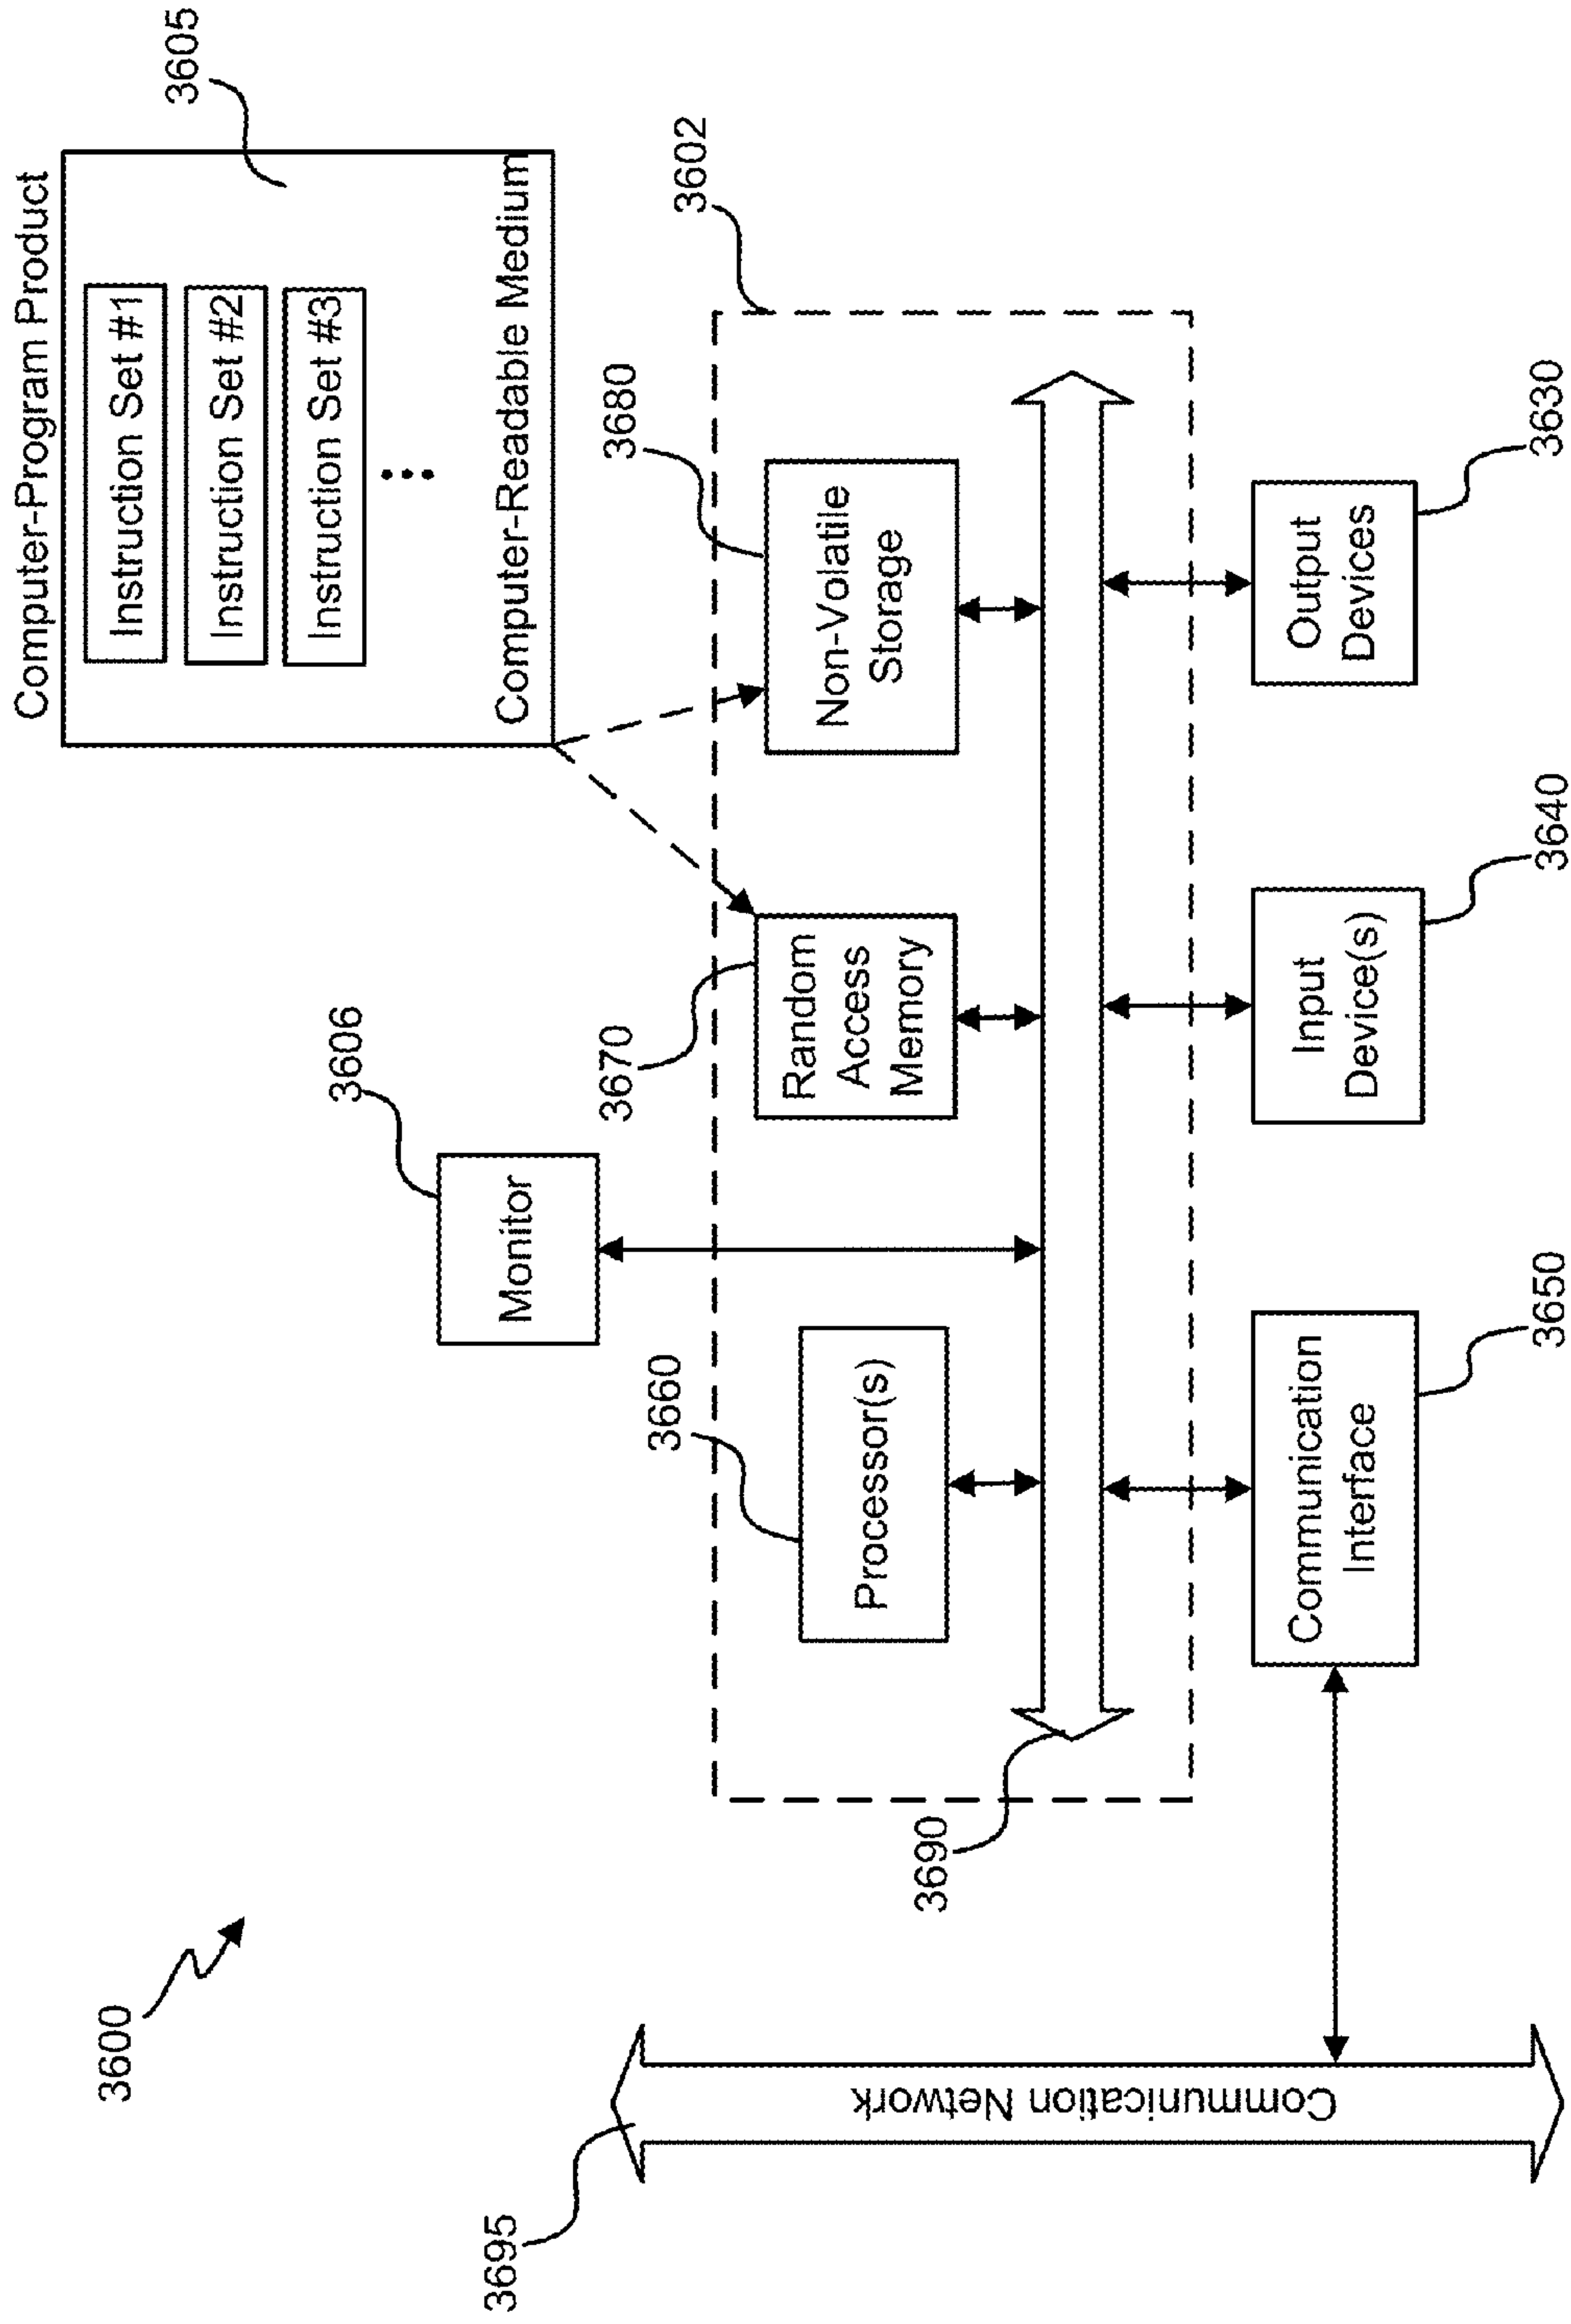 3600
Computer-Program Product
Instruction Set #1
Instruction Set #2
Instruction Set #3
Computer-Readable Medium
3605
3606
Monitor
3602
3660
Processor(s)
3670
Random
Access
Memory
3680
Non-Volatile
Storage
3690
3695
Communication Network
Communication
Interface
3650
Input
Device(s)
3640
Output
Devices
3630